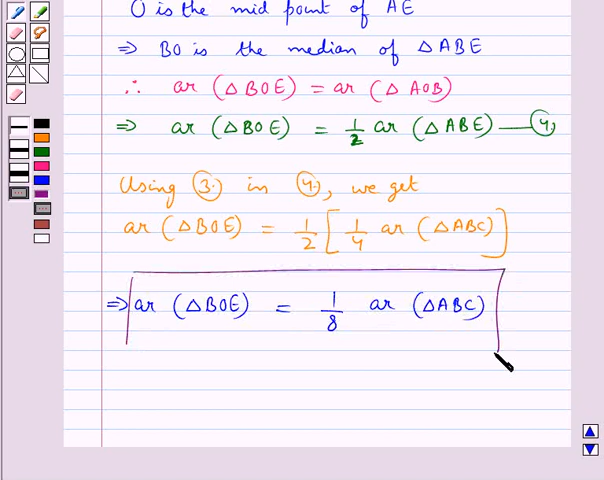 O is the mid point of AE
⇒ BO is the median of △ABE
∴ ar (△BOE) = ar (△AOB)
⇒ ar (△BOE) = 1/2 ar (△ABE) — ④
Using ③ in ④, we get
ar (△BOE) = 1/2 [1/4 ar (△ABC)]
⇒ ar (△BOE) = 1/8 ar (△ABC)